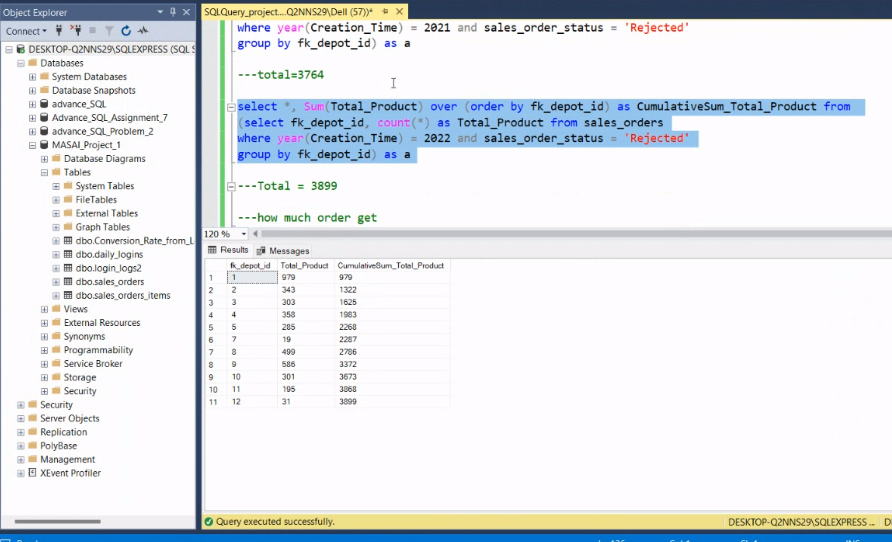 Object Explorer
Connect
DESKTOP-Q2NNS29\SQLEXPRESS (SQL S
Databases
System Databases
Database Snapshots
advance_SQL
Advance_SQL_Assignment_7
advance_SQL_Problem_2
MASAI_Project_1
Database Diagrams
Tables
System Tables
FileTables
External Tables
Graph Tables
dbo.Conversion_Rate_from_L
dbo.daily_logins
dbo.login_logs2
dbo.sales_orders
dbo.sales_orders_items
Views
External Resources
Synonyms
Programmability
Service Broker
Storage
Security
Security
Server Objects
Replication
PolyBase
Management
XEvent Profiler
SQLQuery_project...Q2NNS29\Dell (57))*
where year(Creation_Time) = 2021 and sales_order_status = 'Rejected'
group by fk_depot_id) as a
---total=3764
select *, Sum(Total_Product) over (order by fk_depot_id) as CumulativeSum_Total_Product from
(select fk_depot_id, count(*) as Total_Product from sales_orders
where year(Creation_Time) = 2022 and sales_order_status = 'Rejected'
group by fk_depot_id) as a
---Total = 3899
---how much order get
120 %
Results Messages
fk_depot_id Total_Product CumulativeSum_Total_Product
1 1 979 979
2 2 343 1322
3 3 303 1625
4 4 358 1983
5 5 285 2268
6 7 19 2287
7 8 499 2786
8 9 586 3372
9 10 301 3673
10 11 195 3868
11 12 31 3899
Query executed successfully.
DESKTOP-Q2NNS29\SQLEXPRESS ...